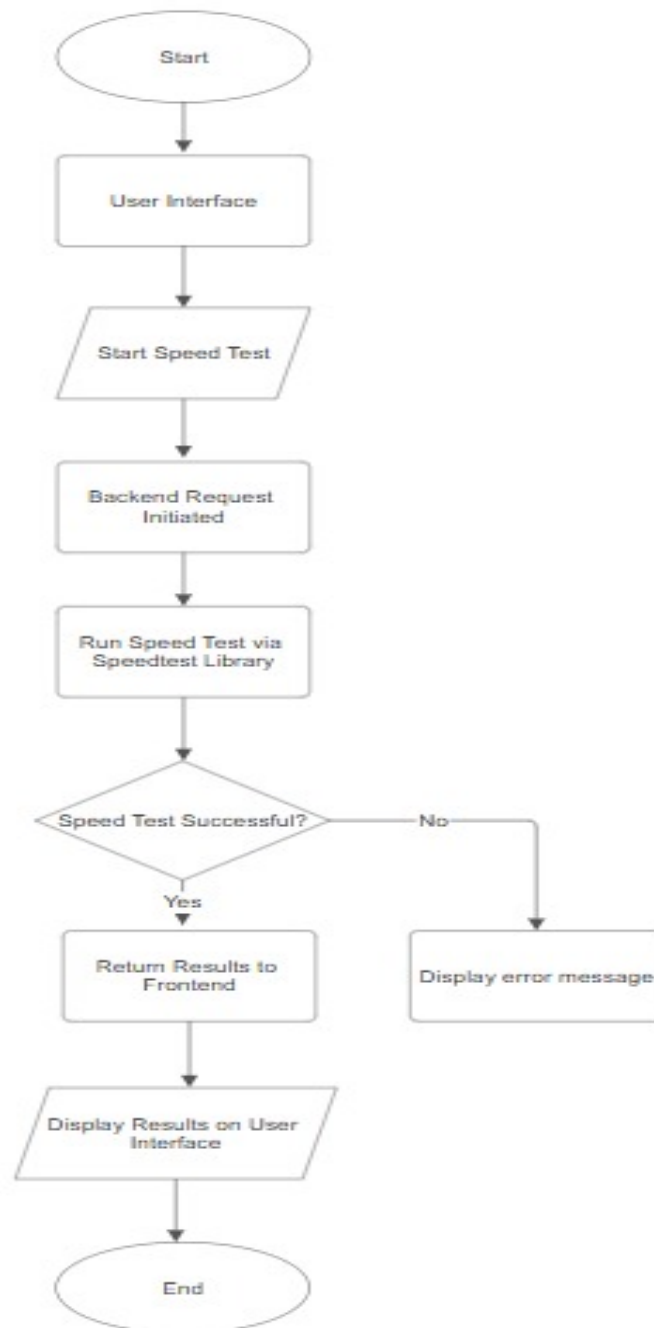 Start
User Interface
Start Speed Test
Backend Request
Initiated
Run Speed Test via
Speedtest Library
Speed Test Successful?
No
Yes
Return Results to
Frontend
Display error message
Display Results on User
Interface
End